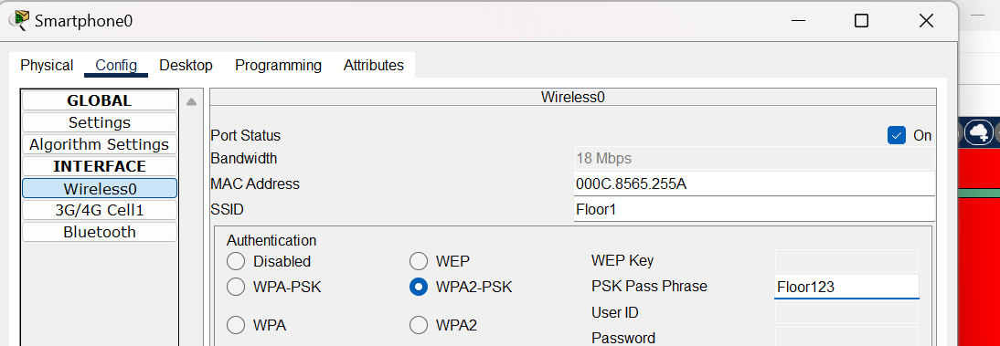 Smartphone0
Physical Config Desktop Programming Attributes
GLOBAL
Settings
Algorithm Settings
INTERFACE
Wireless0
3G/4G Cell1
Bluetooth
Wireless0
Port Status On
Bandwidth 18 Mbps
MAC Address 000C.8565.255A
SSID Floor1
Authentication
Disabled WEP WEP Key
WPA-PSK WPA2-PSK PSK Pass Phrase Floor123
User ID
WPA WPA2
Password